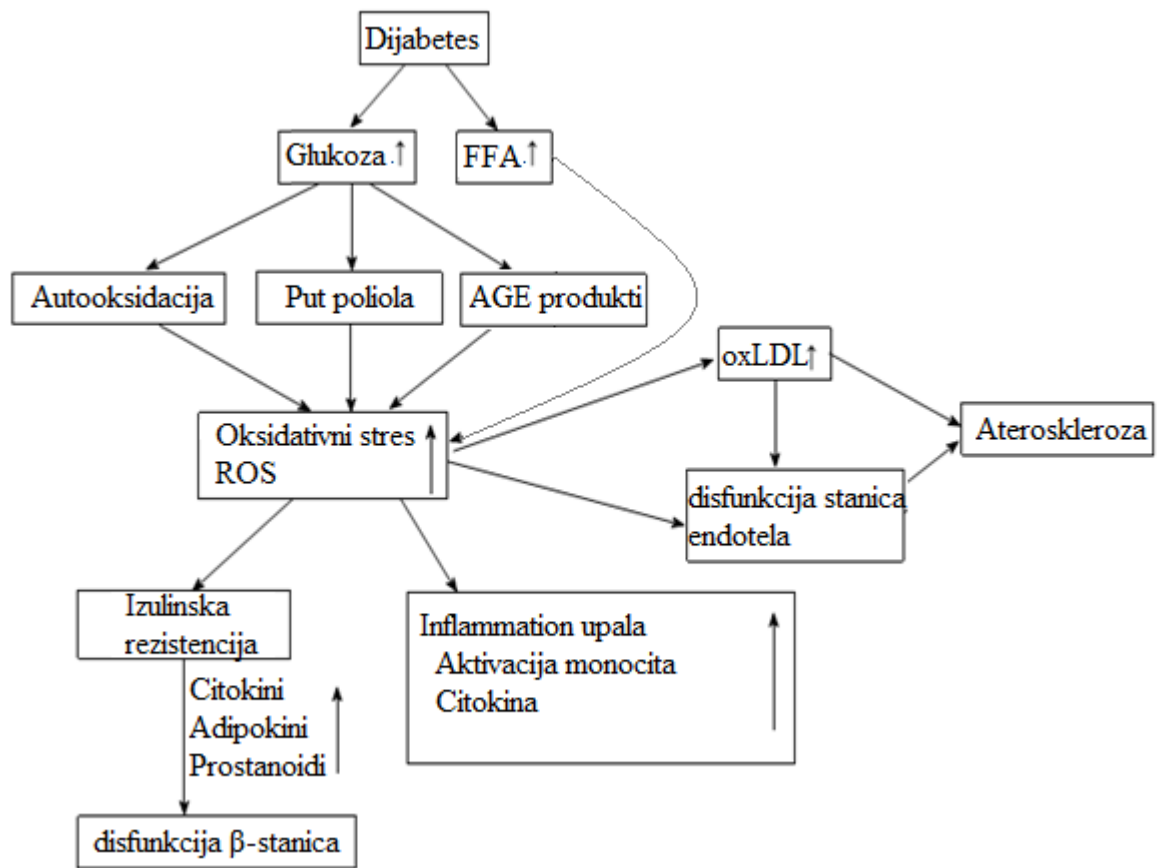 Dijabetes
Glukoza ↑
FFA ↑
Autooksidacija
Put poliola
AGE produkti
oxLDL↑
Ateroskleroza
Oksidativni stres
ROS
disfunkcija stanica
endotela
Izulinska
rezistencija
Inflammation upala
Aktivacija monocita
Citokina
Citokini
Adipokini
Prostanoidi
disfunkcija β-stanica